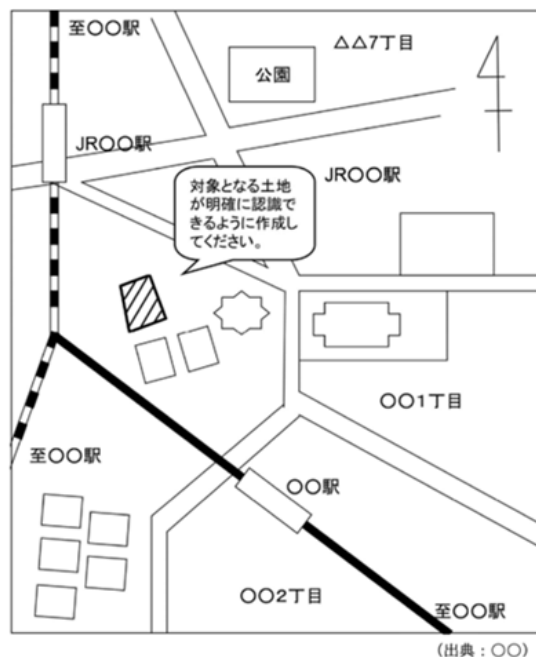 至〇〇駅
△△7丁目
公園
JR〇〇駅
JR〇〇駅
対象となる土地
が明確に認識で
きるように作成し
てください。
〇〇1丁目
至〇〇駅
〇〇駅
〇〇2丁目
至〇〇駅
(出典：〇〇)